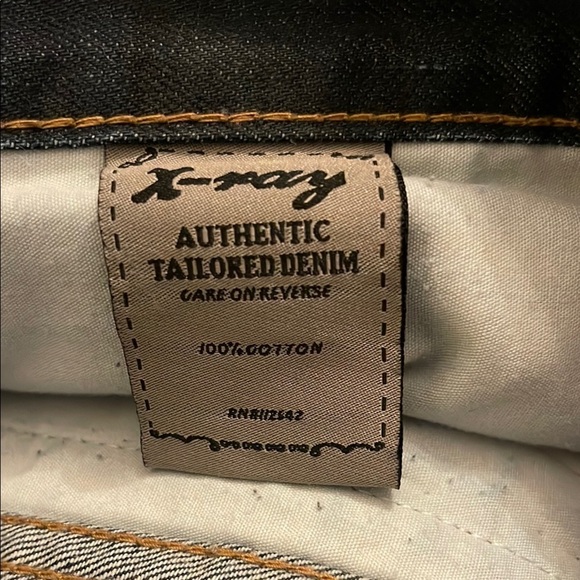 X-ray
AUTHENTIC
TAILORED DENIM
CARE ON REVERSE
100% COTTON
RN#112642